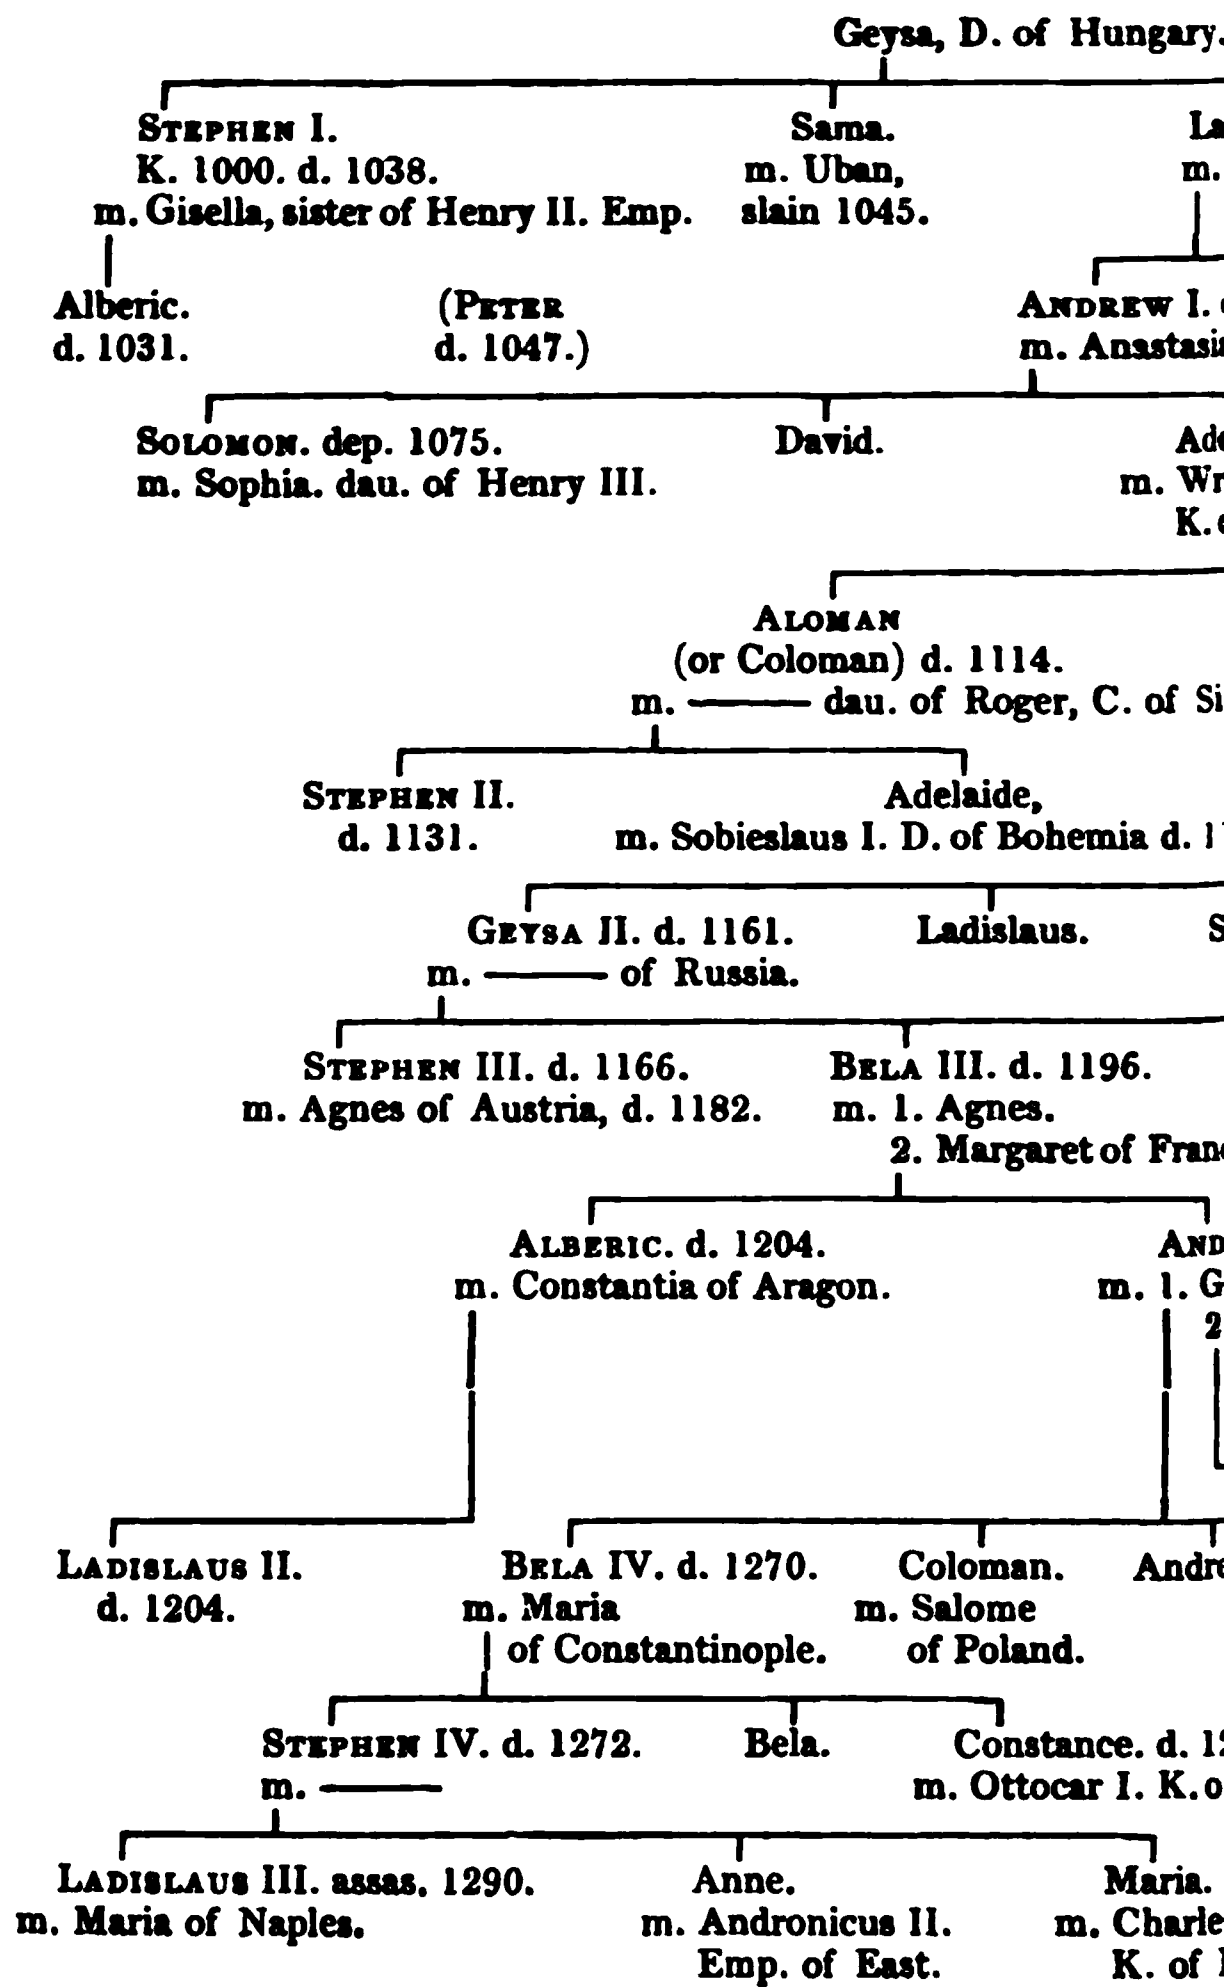 Geysa, D. of Hungary.
STEPHEN I. Sama.
K. 1000. d. 1038. m. Uban, m.
m. Gisella, sister of Henry II. Emp. slain 1045.
Alberic. (PETER ANDREW I.
d. 1031. d. 1047.) m. Anastasia
SOLOMON. dep. 1075. David.
m. Sophia. dau. of Henry III. m.
K.
ALOMAN
(or Coloman) d. 1114.
m. —— dau. of Roger, C. of
STEPHEN II. Adelaide,
d. 1131. m. Sobieslaus I. D. of Bohemia d.
GEYSA II. d. 1161. Ladislaus.
m. —— of Russia.
STEPHEN III. d. 1166. BELA III. d. 1196.
m. Agnes of Austria, d. 1182. m. 1. Agnes.
2. Margaret of
ALBERIC. d. 1204.
m. Constantia of Aragon. m. 1.
2
LADISLAUS II. BELA IV. d. 1270. Coloman.
d. 1204. m. Maria m. Salome
of Constantinople. of Poland.
STEPHEN IV. d. 1272. Bela. Constance. d.
m. —— m. Ottocar I. K.
LADISLAUS III. assas. 1290. Anne. Maria.
m. Maria of Naples. m. Andronicus II. m.
Emp. of East. K. of